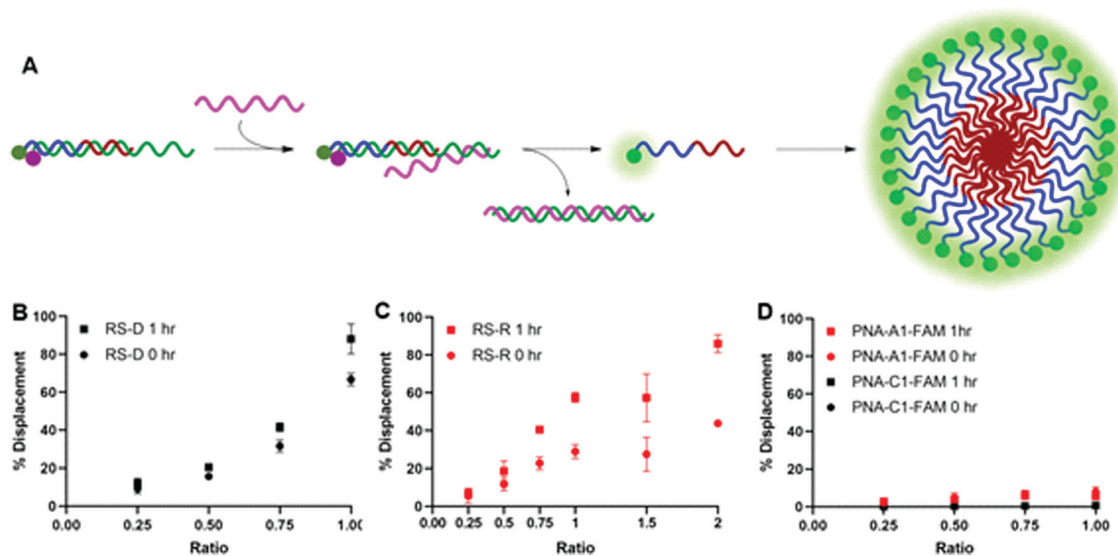 A
B
RS-D 1 hr
RS-D 0 hr
% Displacement
100
80
60
40
20
0
0.00 0.25 0.50 0.75 1.00
Ratio
C
RS-R 1 hr
RS-R 0 hr
% Displacement
100
80
60
40
20
0
0.00 0.25 0.5 0.75 1 1.5 2
Ratio
D
PNA-A1-FAM 1hr
PNA-A1-FAM 0 hr
PNA-C1-FAM 1 hr
PNA-C1-FAM 0 hr
% Displacement
100
80
60
40
20
0
0.00 0.25 0.50 0.75 1.00
Ratio